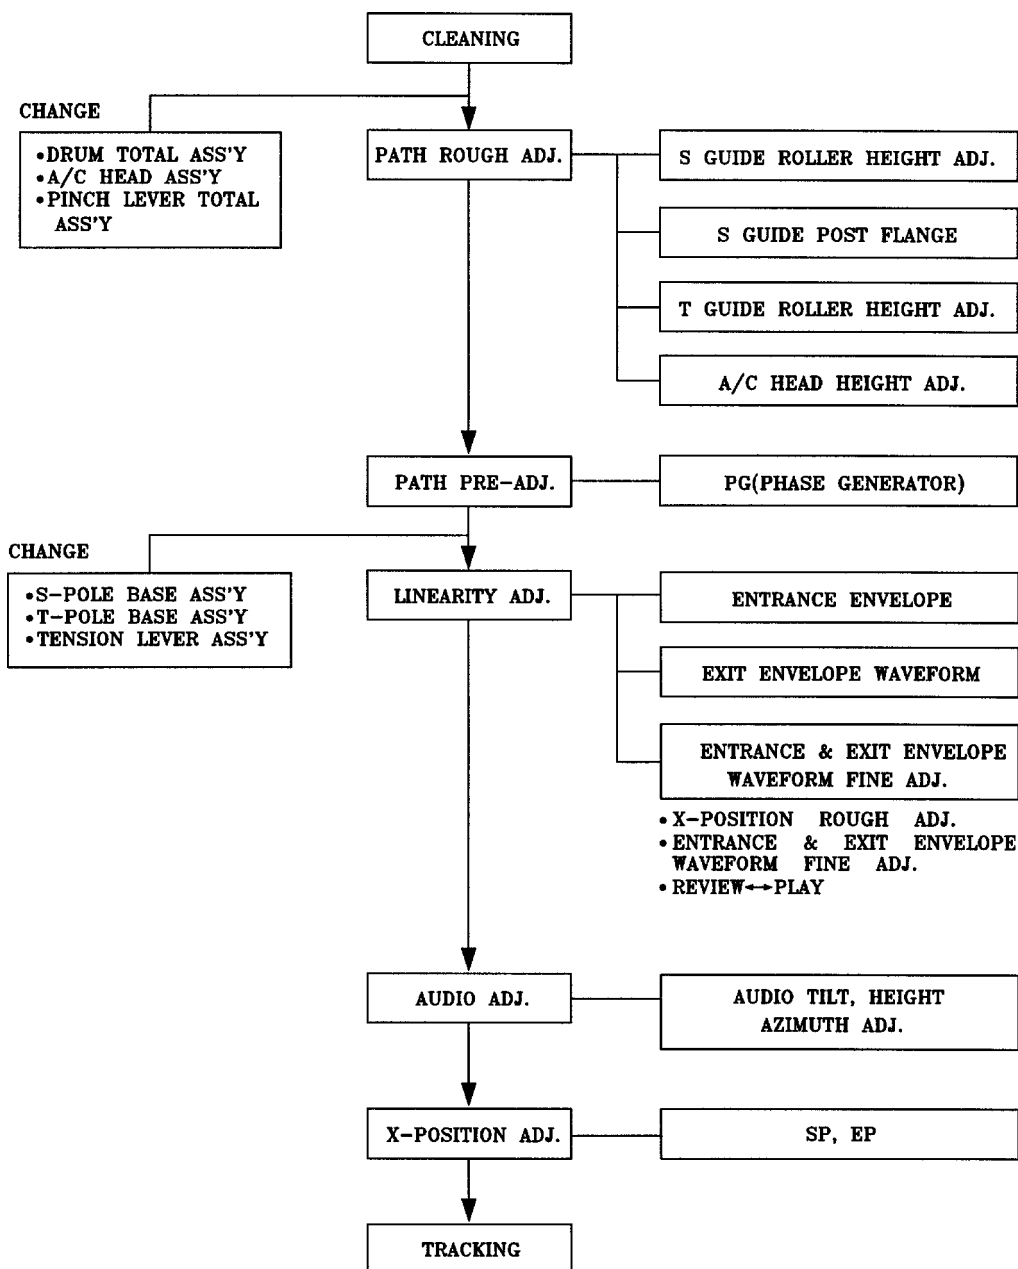 CLEANING
CHANGE
•DRUM TOTAL ASS'Y
•A/C HEAD ASS'Y
•PINCH LEVER TOTAL
ASS'Y
PATH ROUGH ADJ.
S GUIDE ROLLER HEIGHT ADJ.
S GUIDE POST FLANGE
T GUIDE ROLLER HEIGHT ADJ.
A/C HEAD HEIGHT ADJ.
PATH PRE-ADJ.
PG(PHASE GENERATOR)
CHANGE
•S-POLE BASE ASS'Y
•T-POLE BASE ASS'Y
•TENSION LEVER ASS'Y
LINEARITY ADJ.
ENTRANCE ENVELOPE
EXIT ENVELOPE WAVEFORM
ENTRANCE & EXIT ENVELOPE
WAVEFORM FINE ADJ.
•X-POSITION ROUGH ADJ.
•ENTRANCE & EXIT ENVELOPE
WAVEFORM FINE ADJ.
•REVIEW↔PLAY
AUDIO ADJ.
AUDIO TILT, HEIGHT
AZIMUTH ADJ.
X-POSITION ADJ.
SP, EP
TRACKING